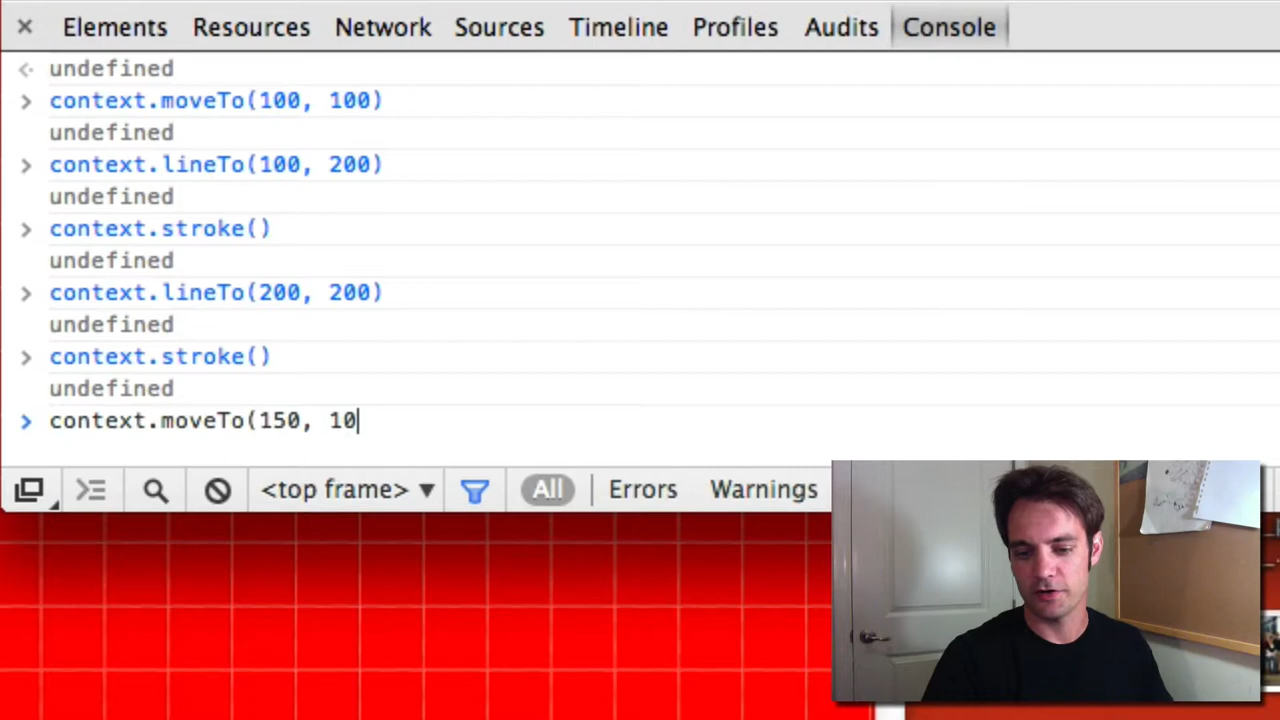 × Elements Resources Network Sources Timeline Profiles Audits Console
undefined
> context.moveTo(100, 100)
undefined
> context.lineTo(100, 200)
undefined
> context.stroke()
undefined
> context.lineTo(200, 200)
undefined
> context.stroke()
undefined
> context.moveTo(150, 10
<top frame> ▼ All Errors Warnings